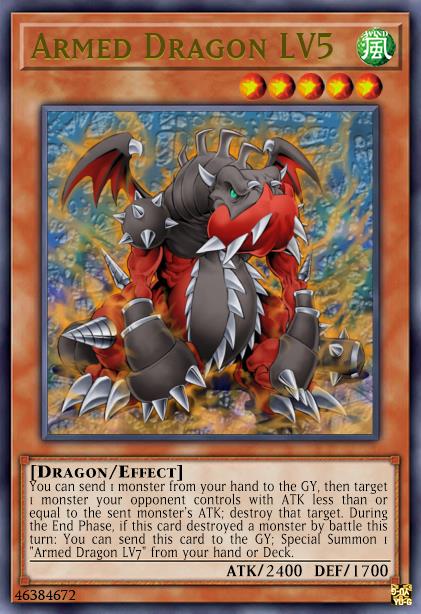 Armed Dragon LV5
WIND
風
[Dragon/Effect]
You can send 1 monster from your hand to the GY, then target
1 monster your opponent controls with ATK less than or
equal to the sent monster's ATK; destroy that target. During
the End Phase, if this card destroyed a monster by battle this
turn: You can send this card to the GY; Special Summon 1
"Armed Dragon LV7" from your hand or Deck.
ATK/2400 DEF/1700
46384672